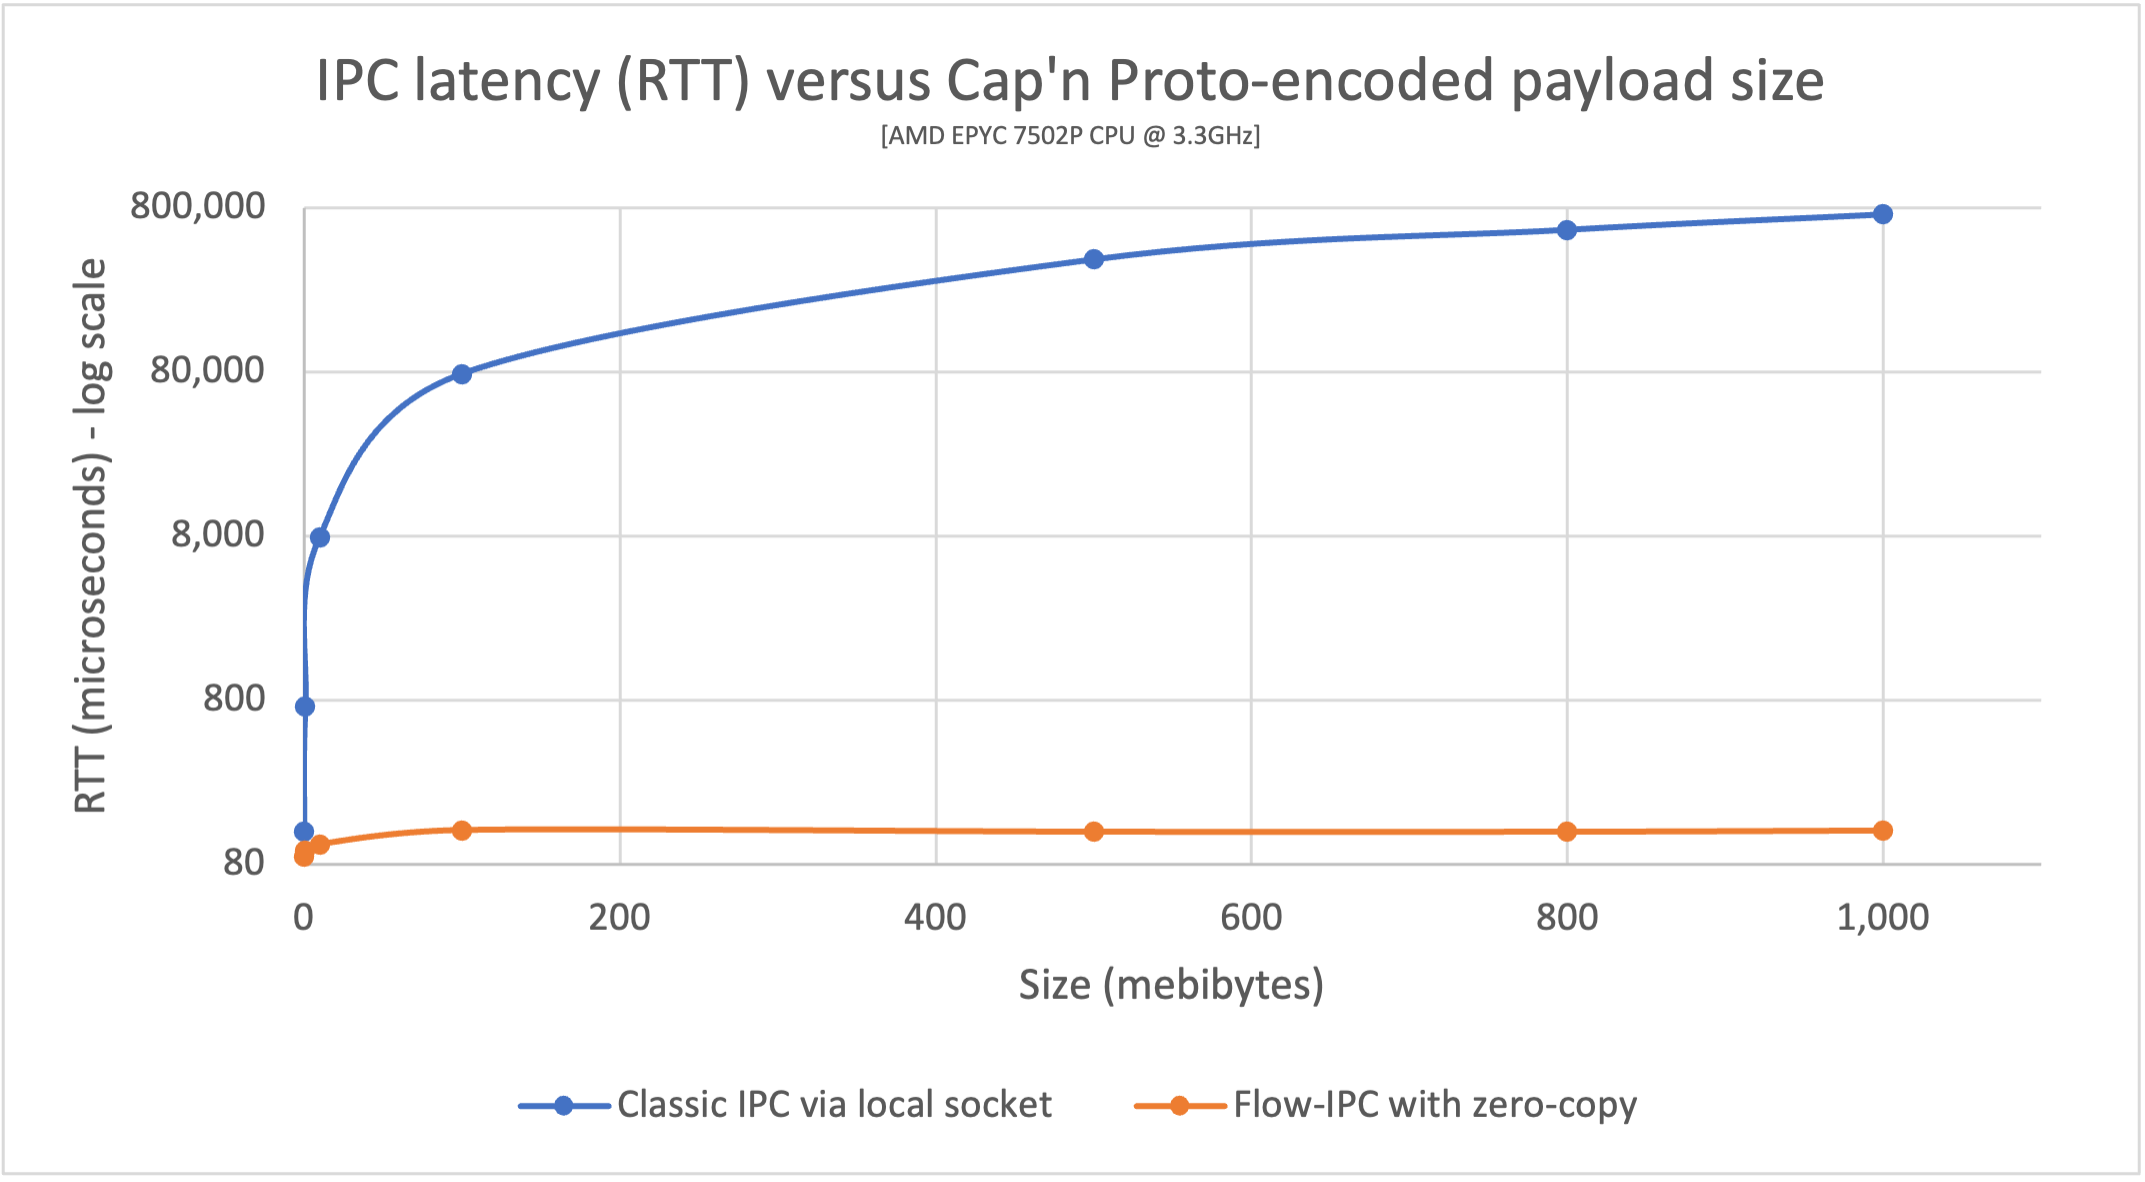 IPC latency (RTT) versus Cap'n Proto-encoded payload size
[AMD EPYC 7502P CPU @ 3.3GHz]
RTT (microseconds) - log scale
800,000
80,000
8,000
800
80
0 200 400 600 800 1,000
Size (mebibytes)
Classic IPC via local socket Flow-IPC with zero-copy